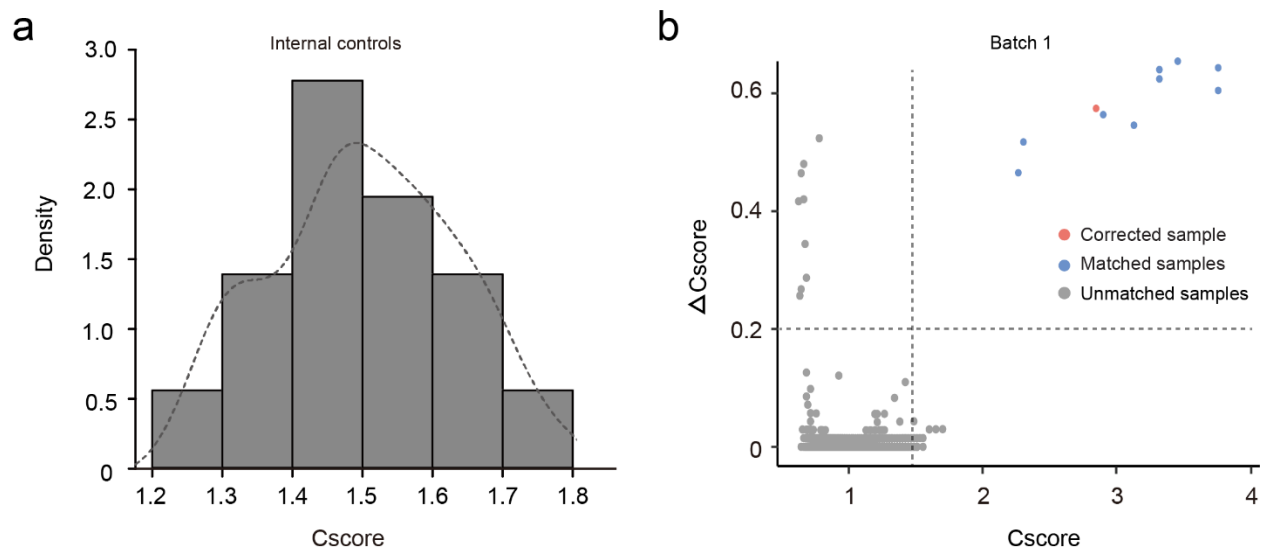 a
Internal controls
3.0
2.5
2.0
1.5
1.0
0.5
0
Density
1.2 1.3 1.4 1.5 1.6 1.7 1.8
Cscore
b
Batch 1
0.6
0.4
0.2
0
ΔCscore
Corrected sample
Matched samples
Unmatched samples
1 2 3 4
Cscore